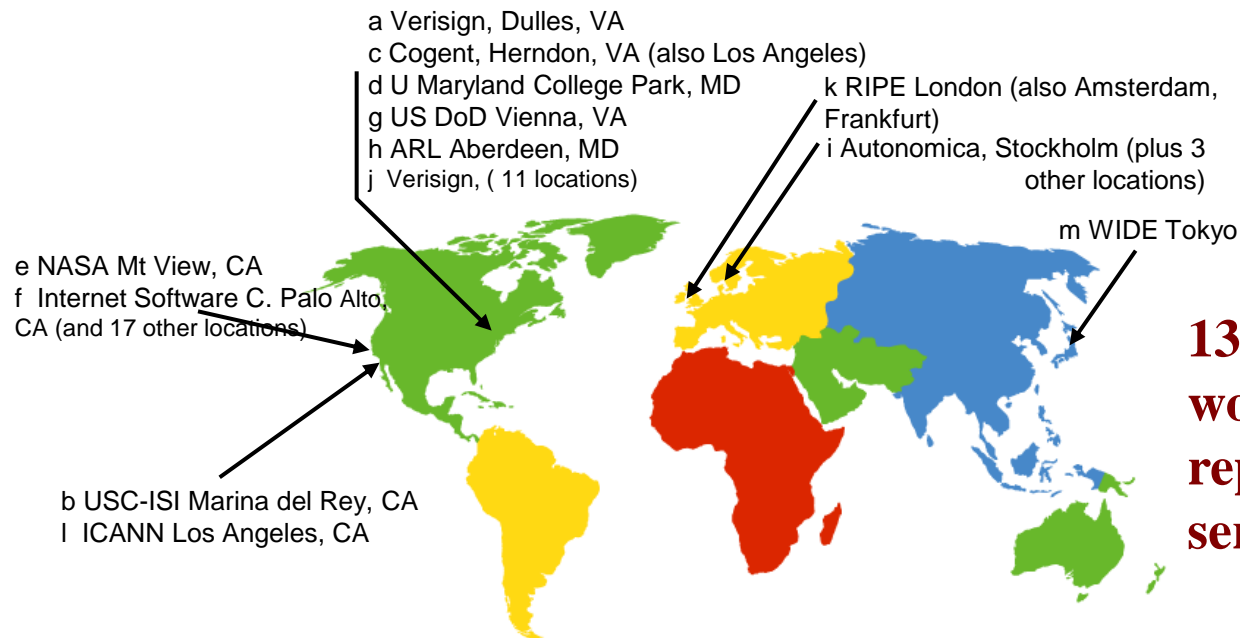 a Verisign, Dulles, VA
c Cogent, Herndon, VA (also Los Angeles)
d U Maryland College Park, MD
g US DoD Vienna, VA
h ARL Aberdeen, MD
j Verisign, ( 11 locations)
k RIPE London (also Amsterdam,
Frankfurt)
i Autonomica, Stockholm (plus 3
other locations)
m WIDE Tokyo
e NASA Mt View, CA
f Internet Software C. Palo Alto,
CA (and 17 other locations)
b USC-ISI Marina del Rey, CA
l ICANN Los Angeles, CA
13